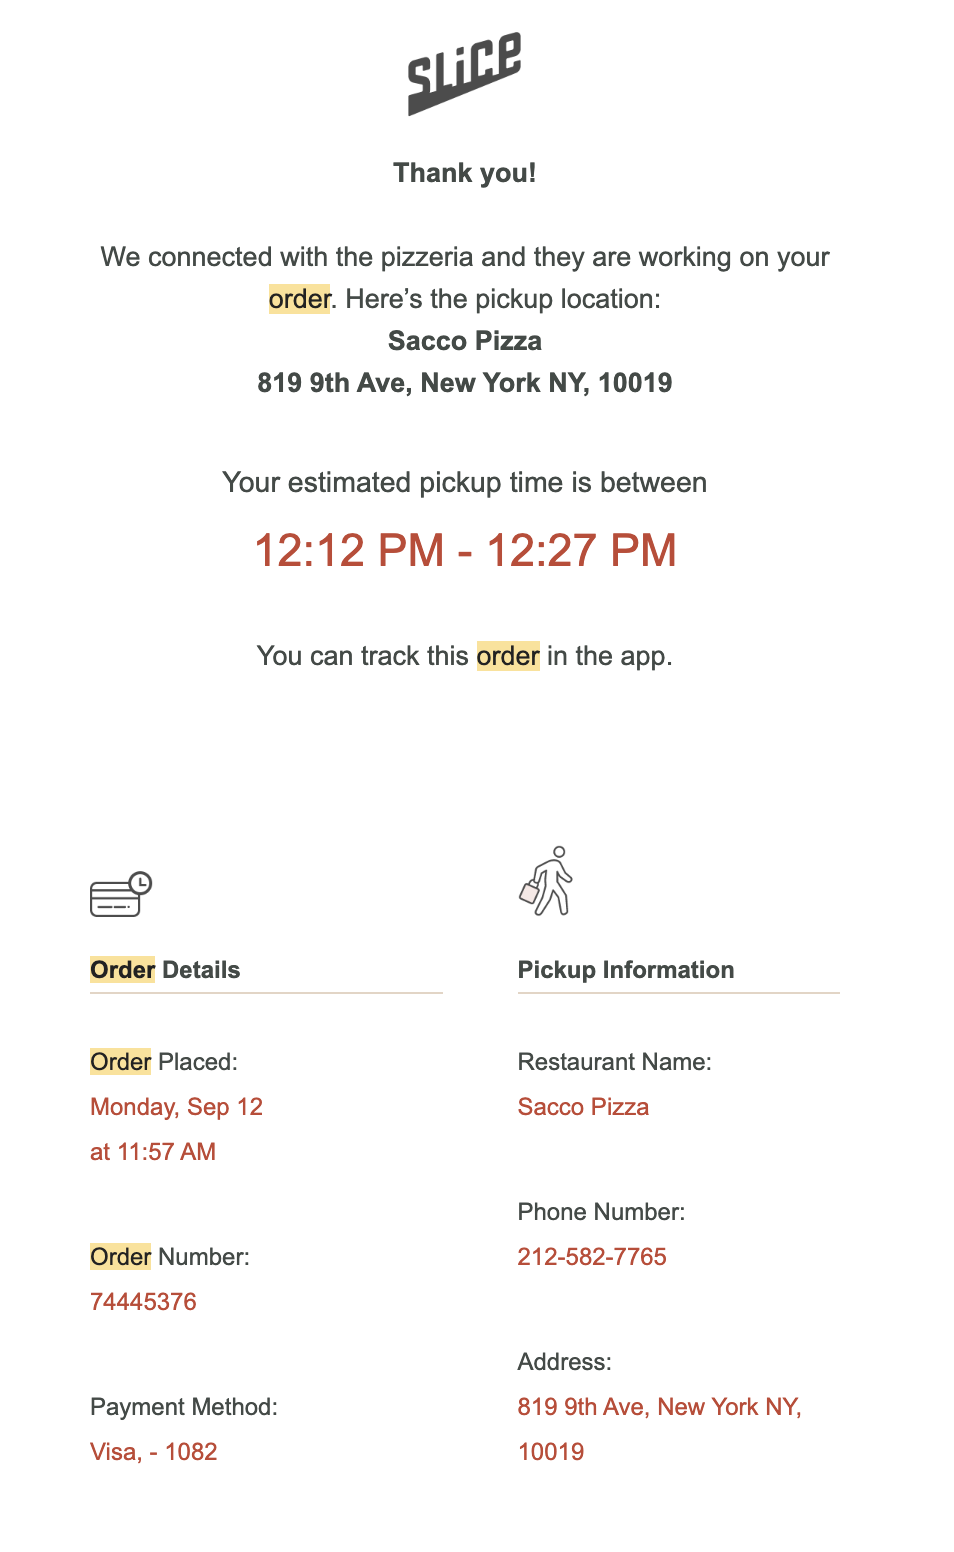 SLiCe
Thank you!
We connected with the pizzeria and they are working on your
order. Here’s the pickup location:
Sacco Pizza
819 9th Ave, New York NY, 10019
Your estimated pickup time is between
12:12 PM - 12:27 PM
You can track this order in the app.
Order Details
Order Placed:
Monday, Sep 12
at 11:57 AM
Order Number:
74445376
Payment Method:
Visa, - 1082
Pickup Information
Restaurant Name:
Sacco Pizza
Phone Number:
212-582-7765
Address:
819 9th Ave, New York NY,
10019